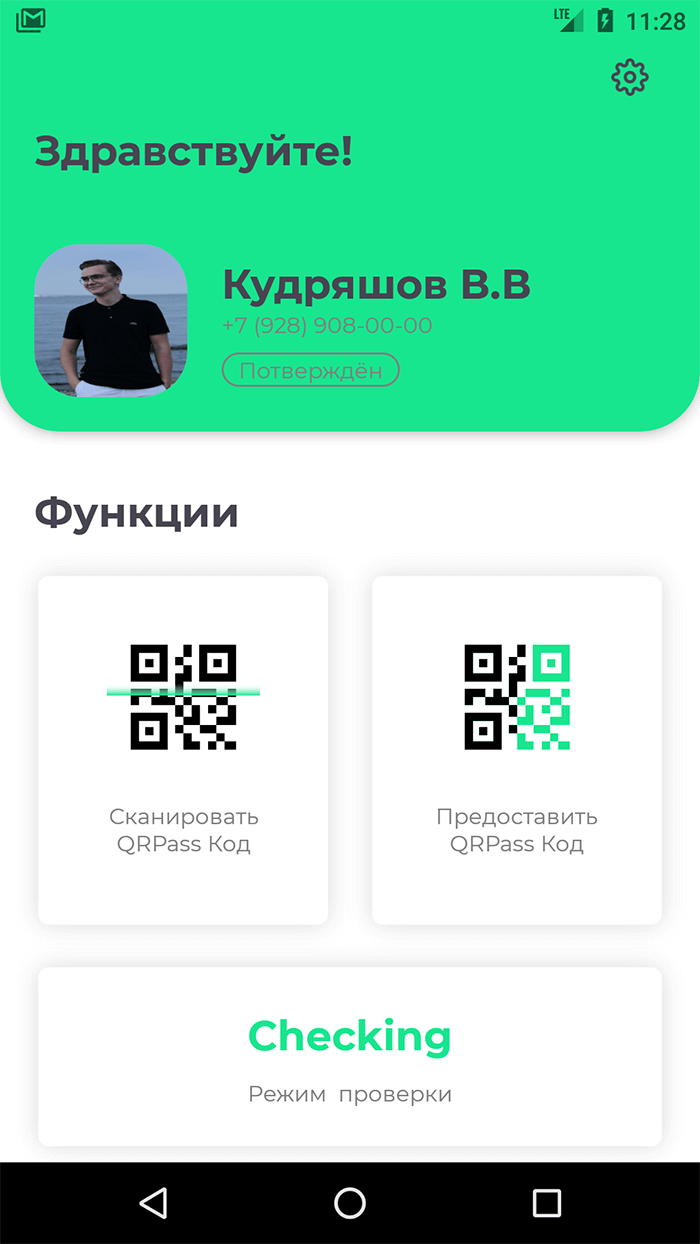 LTE 11:28
Здравствуйте!
Кудряшов В.В
+7 (928) 908-00-00
Потверждён
Функции
Сканировать
QRPass Код
Предоставить
QRPass Код
Checking
Режим проверки